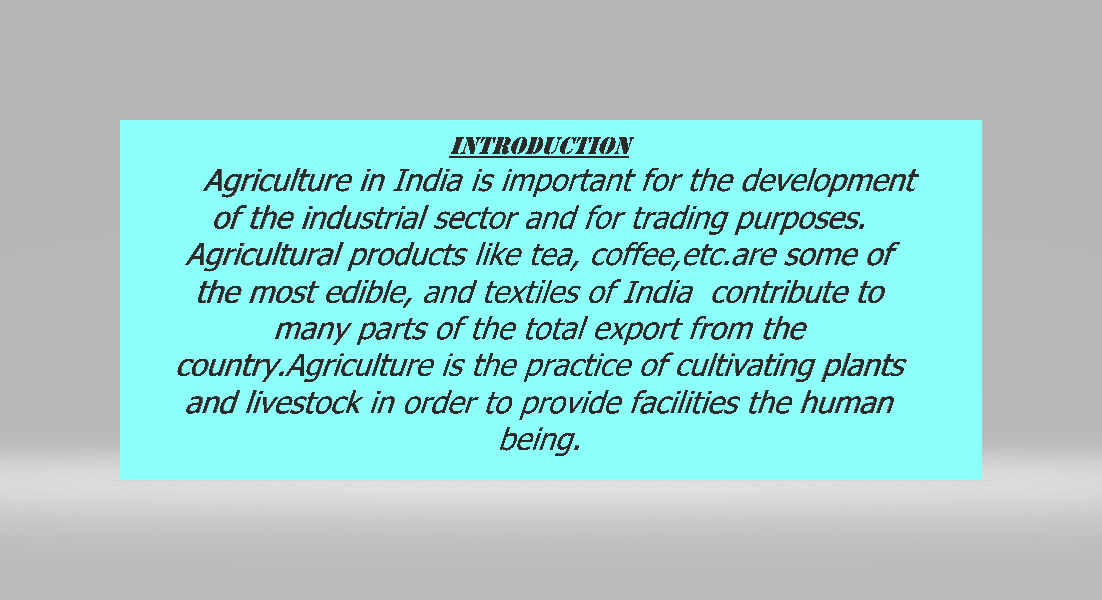 INTRODUCTION
Agriculture in India is important for the development
of the industrial sector and for trading purposes.
Agricultural products like tea, coffee,etc.are some of
the most edible, and textiles of India  contribute to
many parts of the total export from the
country.Agriculture is the practice of cultivating plants
and livestock in order to provide facilities the human
being.